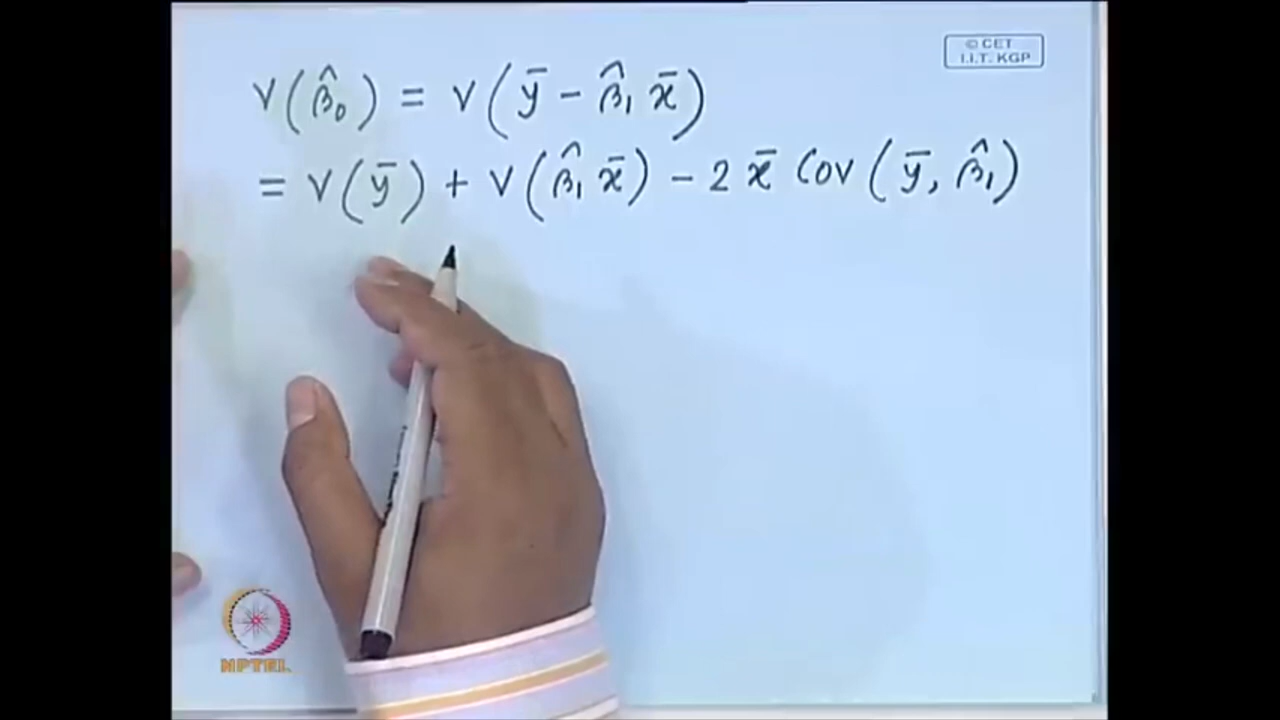 © CET
I.I.T. KGP
V(β̂₀) = V(ȳ − β̂₁ x̄)
= V(ȳ) + V(β̂₁ x̄) − 2 x̄ Cov(ȳ, β̂₁)
NPTEL